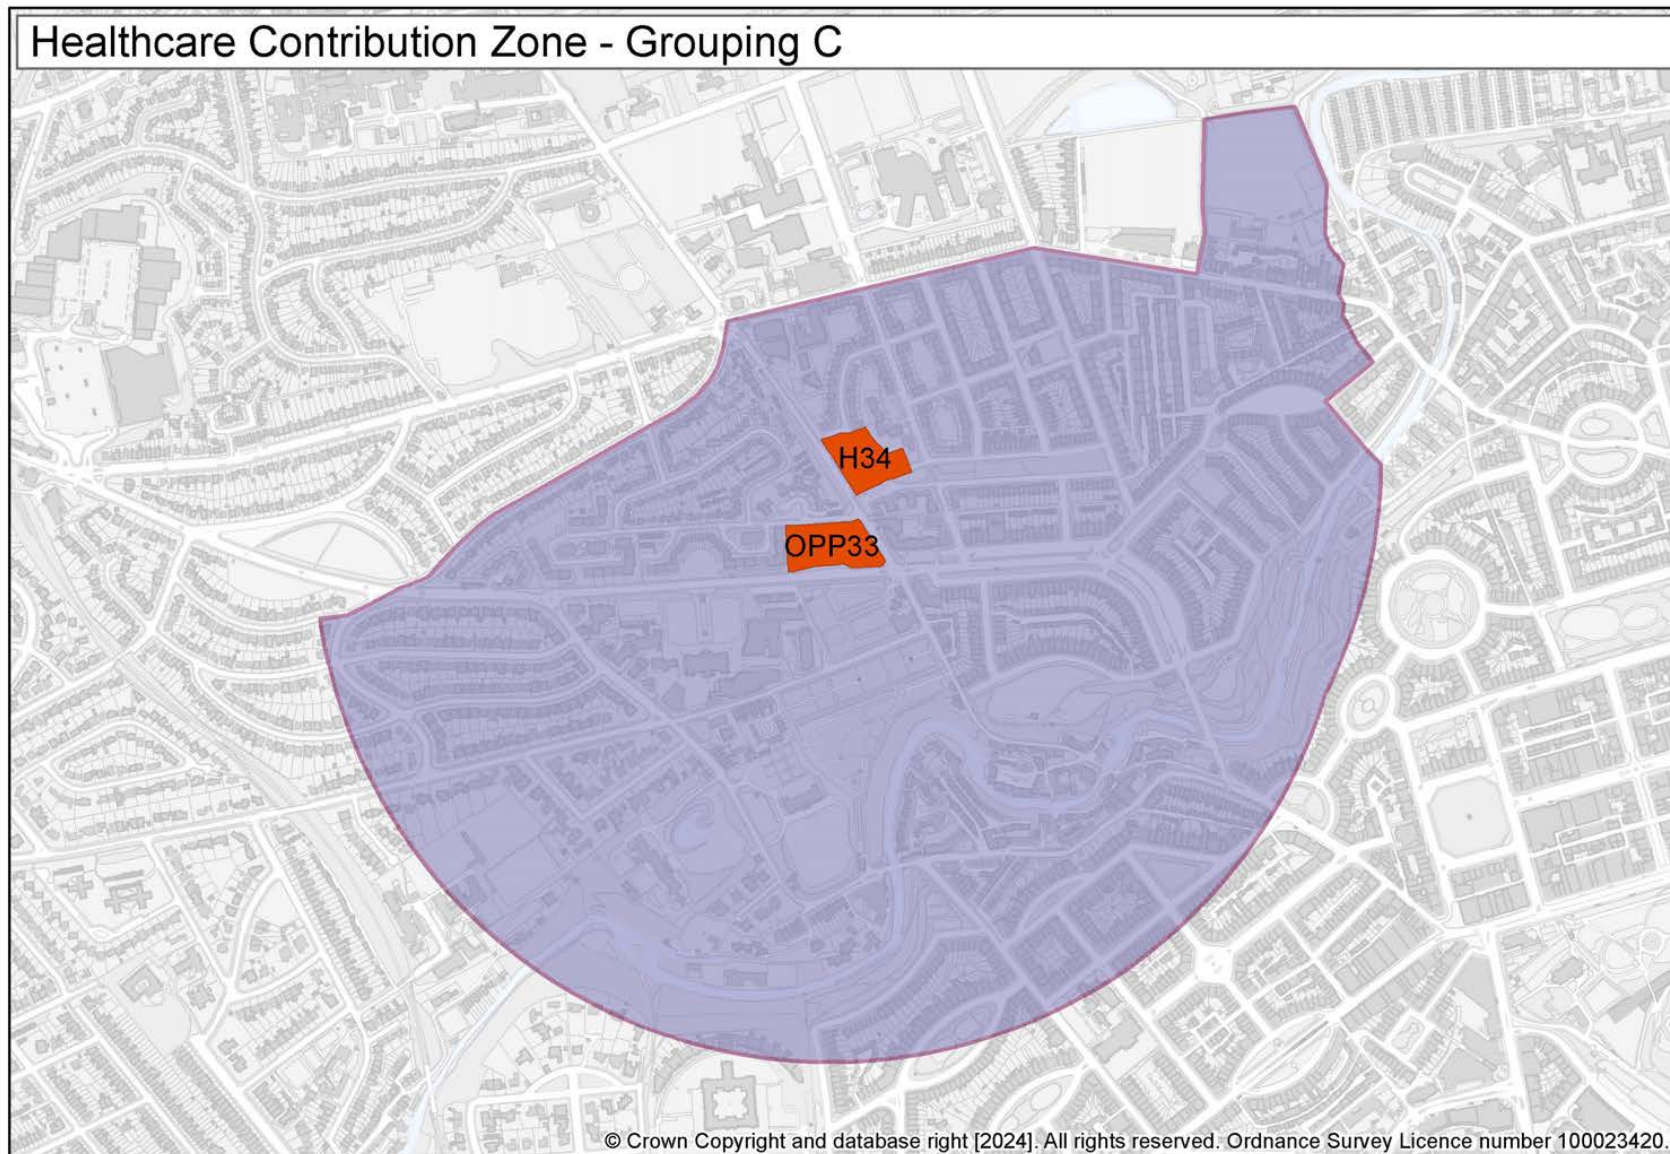 Healthcare Contribution Zone - Grouping C
H34
OPP33
© Crown Copyright and database right [2024]. All rights reserved. Ordnance Survey Licence number 100023420.